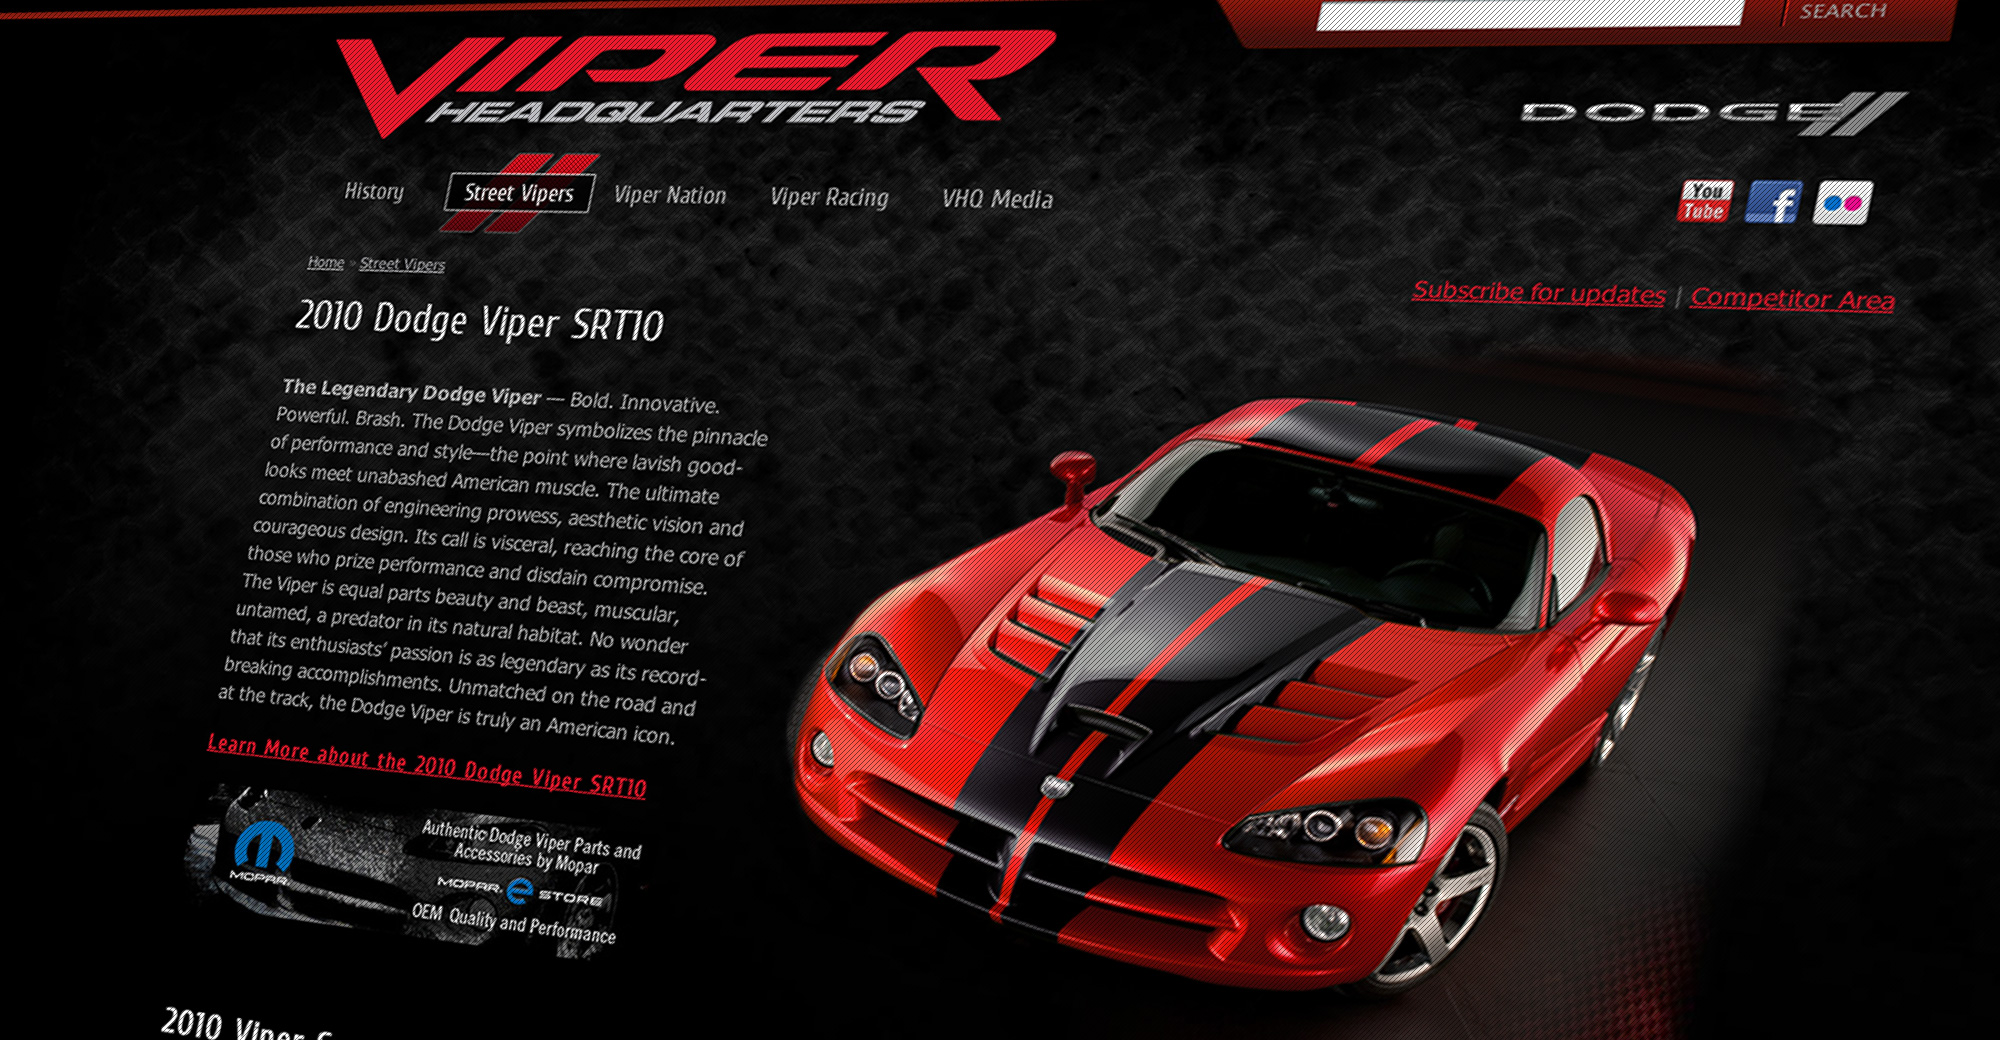 SEARCH
VIPER
HEADQUARTERS
DODGE
History
Street Vipers
Viper Nation
Viper Racing
VHQ Media
You
Tube
f
Home » Street Vipers
Subscribe for updates | Competitor Area
2010 Dodge Viper SRT10
The Legendary Dodge Viper — Bold. Innovative.
Powerful. Brash. The Dodge Viper symbolizes the pinnacle
of performance and style—the point where lavish good-
looks meet unabashed American muscle. The ultimate
combination of engineering prowess, aesthetic vision and
courageous design. Its call is visceral, reaching the core of
those who prize performance and disdain compromise.
The Viper is equal parts beauty and beast, muscular,
untamed, a predator in its natural habitat. No wonder
that its enthusiasts’ passion is as legendary as its record-
breaking accomplishments. Unmatched on the road and
at the track, the Dodge Viper is truly an American icon.
Learn More about the 2010 Dodge Viper SRT10
MOPAR.
Authentic Dodge Viper Parts and
Accessories by Mopar
MOPAR. e STORE
OEM Quality and Performance
2010 Viper